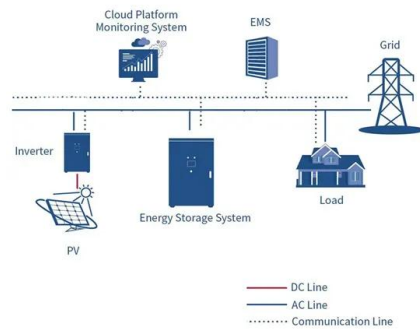 Cloud Platform
Monitoring System
EMS
Grid
Inverter
Energy Storage System
Load
PV
DC Line
AC Line
Communication Line